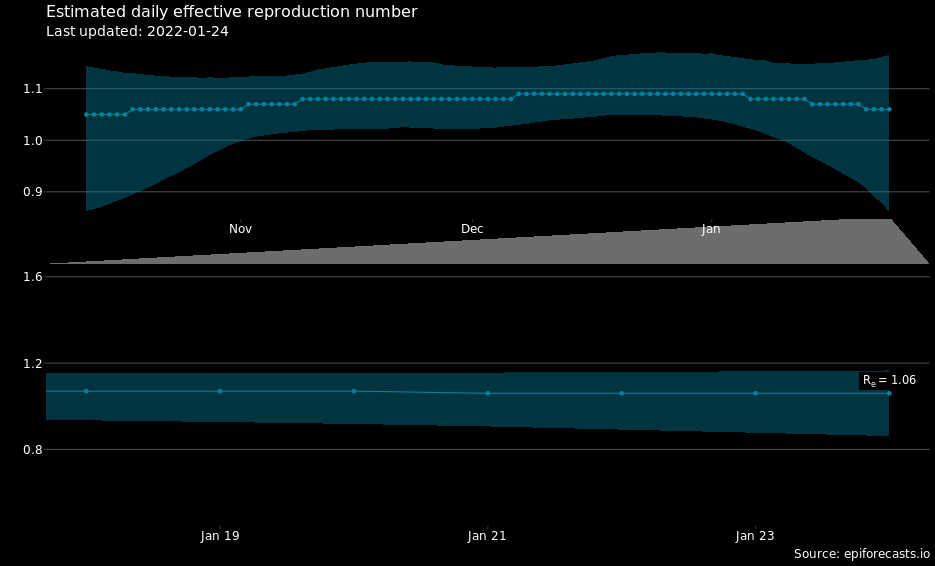 Estimated daily effective reproduction number
Last updated: 2022-01-24
1.1
1.0
0.9
Nov Dec Jan
1.6
1.2
Re = 1.06
0.8
Jan 19 Jan 21 Jan 23
Source: epiforecasts.io